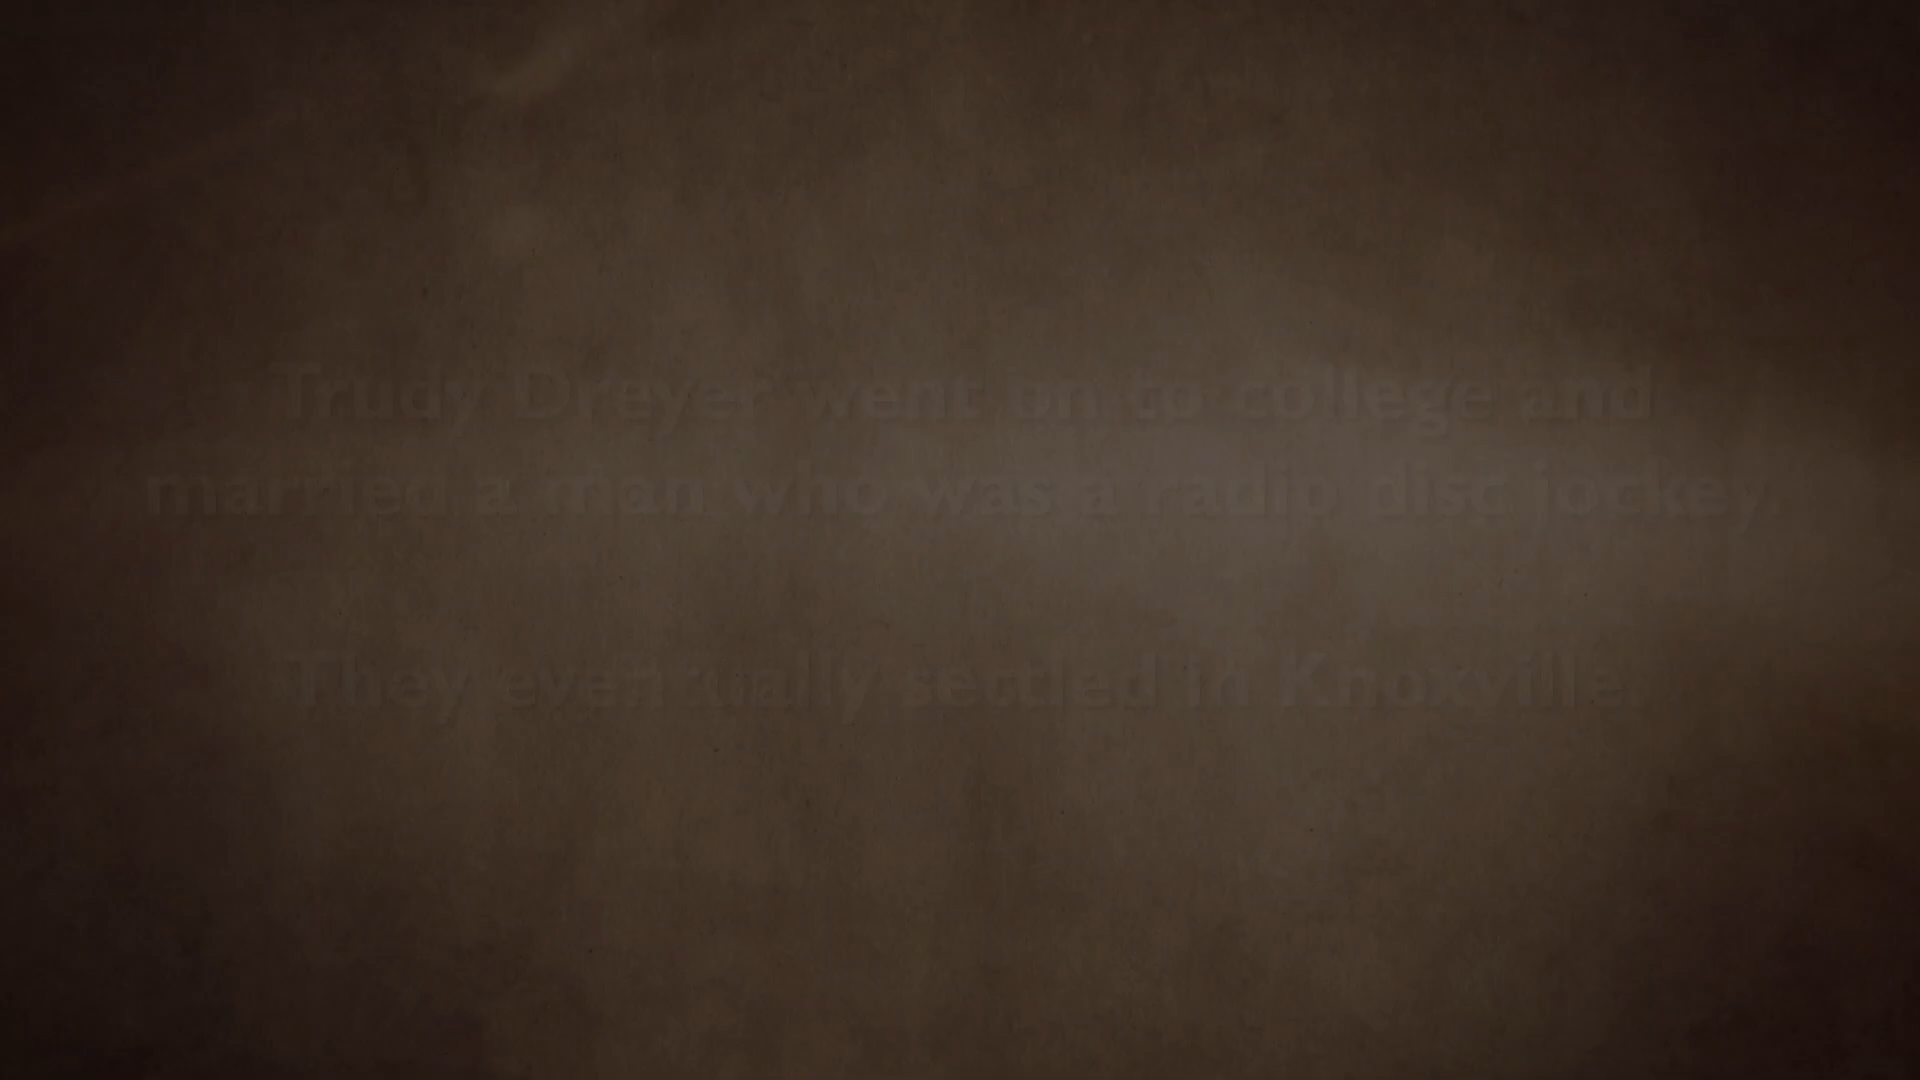 Trudy Dreyer went on to college and
married a man who was a radio disc jockey.
They eventually settled in Knoxville.